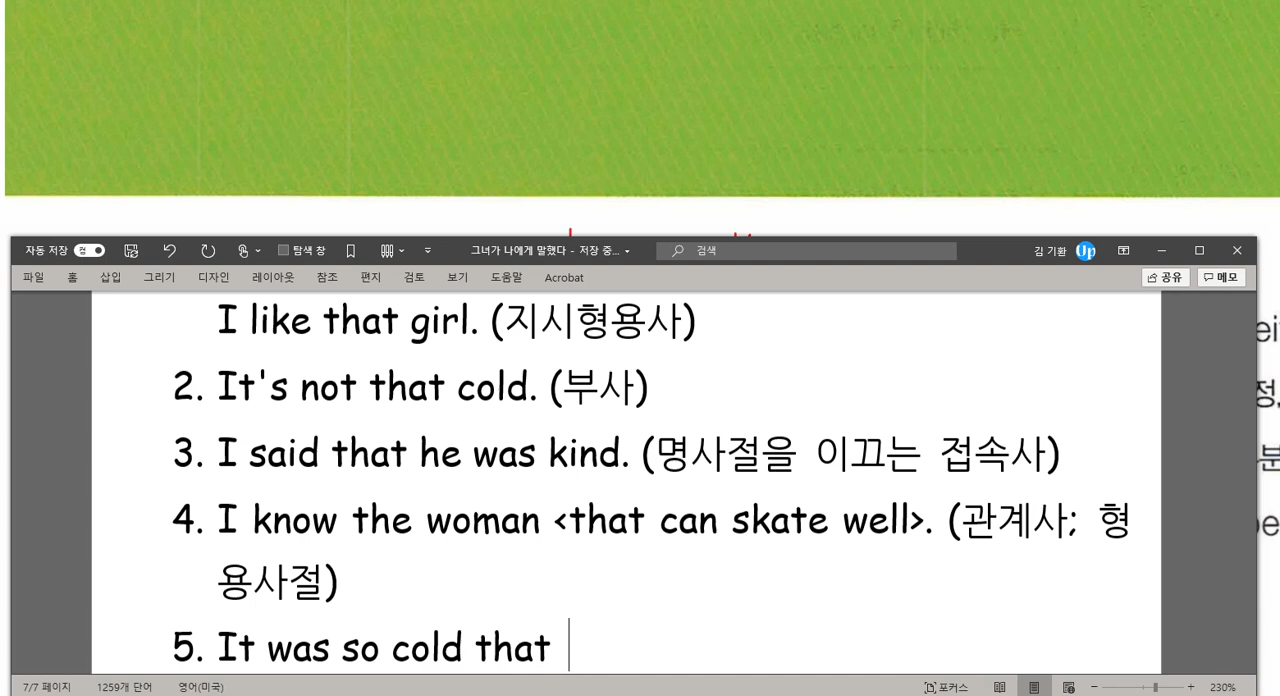 자동 저장 컴 탐색 창 그녀가 나에게 말했다 - 저장 중... 검색 김 기환 Up
파일 홈 삽입 그리기 디자인 레이아웃 참조 편지 검토 보기 도움말 Acrobat 공유 메모
I like that girl. (지시형용사)
2. It's not that cold. (부사)
3. I said that he was kind. (명사절을 이끄는 접속사)
4. I know the woman <that can skate well>. (관계사; 형
용사절)
5. It was so cold that
7/7 페이지 1259개 단어 영어(미국) 포커스 230%